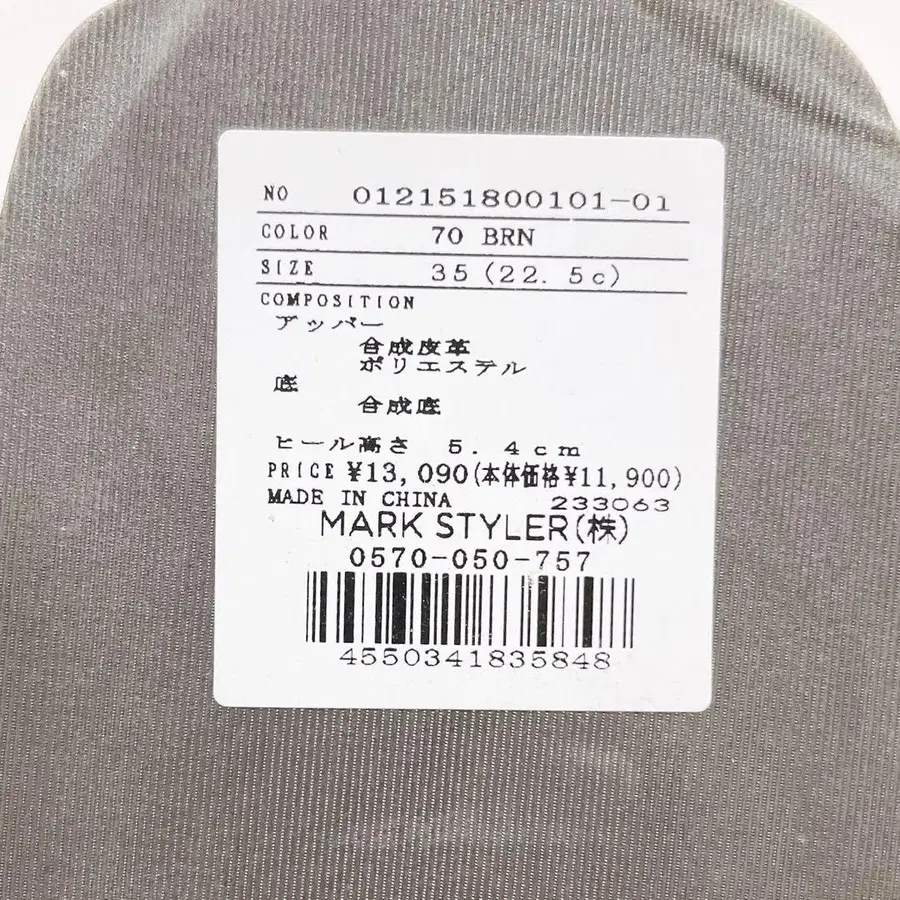 NO 012151800101-01
COLOR 70 BRN
SIZE 35(22.5c)
COMPOSITION
アッパー
合成皮革
ポリエステル
底
合成底
ヒール高さ 5.4cm
PRICE ¥13,090(本体価格¥11,900)
MADE IN CHINA 233063
MARK STYLER(株)
0570-050-757
4550341835848